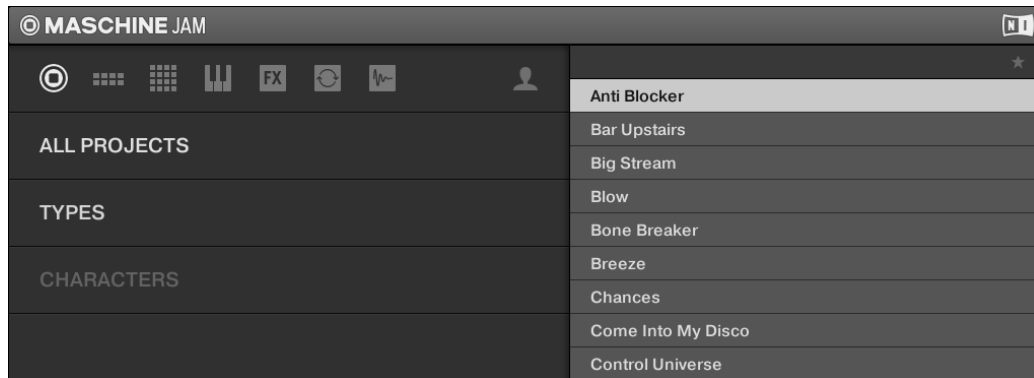 MASCHINE JAM
NI
FX
ALL PROJECTS
TYPES
CHARACTERS
Anti Blocker
Bar Upstairs
Big Stream
Blow
Bone Breaker
Breeze
Chances
Come Into My Disco
Control Universe